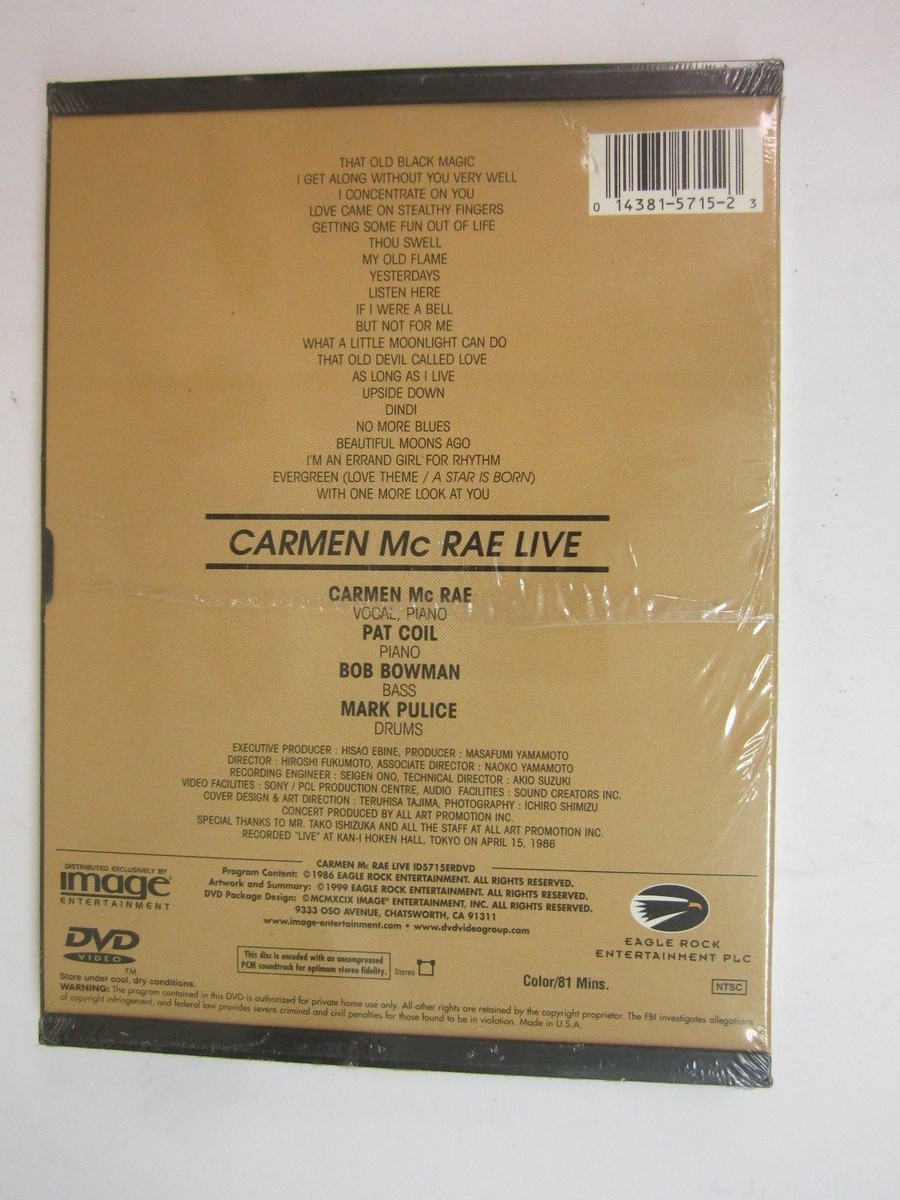 THAT OLD BLACK MAGIC
I GET ALONG WITHOUT YOU VERY WELL
I CONCENTRATE ON YOU
LOVE CAME ON STEALTHY FINGERS
GETTING SOME FUN OUT OF LIFE
THOU SWELL
MY OLD FLAME
YESTERDAYS
LISTEN HERE
IF I WERE A BELL
BUT NOT FOR ME
WHAT A LITTLE MOONLIGHT CAN DO
THAT OLD DEVIL CALLED LOVE
AS LONG AS I LIVE
UPSIDE DOWN
DINDI
NO MORE BLUES
BEAUTIFUL MOONS AGO
I'M AN ERRAND GIRL FOR RHYTHM
EVERGREEN (LOVE THEME / A STAR IS BORN)
WITH ONE MORE LOOK AT YOU
0 14381-5715-2 3
CARMEN Mc RAE LIVE
CARMEN Mc RAE
VOCAL, PIANO
PAT COIL
PIANO
BOB BOWMAN
BASS
MARK PULICE
DRUMS
EXECUTIVE PRODUCER : HISAO EBINE, PRODUCER : MASAFUMI YAMAMOTO
DIRECTOR : HIROSHI FUKUMOTO, ASSOCIATE DIRECTOR : NAOKO YAMAMOTO
RECORDING ENGINEER : SEIGEN ONO, TECHNICAL DIRECTOR : AKIO SUZUKI
VIDEO FACILITIES : SONY / PCL PRODUCTION CENTRE, AUDIO FACILITIES : SOUND CREATORS INC.
COVER DESIGN & ART DIRECTION : TERUHISA TAJIMA, PHOTOGRAPHY : ICHIRO SHIMIZU
CONCERT PRODUCED BY ALL ART PROMOTION INC.
SPECIAL THANKS TO MR. TAKO ISHIZUKA AND ALL THE STAFF AT ALL ART PROMOTION INC.
RECORDED "LIVE" AT KAN-I HOKEN HALL, TOKYO ON APRIL 15, 1986
DISTRIBUTED EXCLUSIVELY BY
image®
ENTERTAINMENT
CARMEN Mc RAE LIVE ID5715ERDVD
Program Content: ©1986 EAGLE ROCK ENTERTAINMENT. ALL RIGHTS RESERVED.
Artwork and Summary: ©1999 EAGLE ROCK ENTERTAINMENT. ALL RIGHTS RESERVED.
DVD Package Design: ©MCMXCIX IMAGE® ENTERTAINMENT, INC. ALL RIGHTS RESERVED.
9333 OSO AVENUE, CHATSWORTH, CA 91311
www.image-entertainment.com • www.dvdvideogroup.com
EAGLE ROCK
ENTERTAINMENT PLC
DVD
VIDEO
TM
This disc is encoded with an uncompressed
PCM soundtrack for optimum stereo fidelity.
Stereo
Color/81 Mins.
NTSC
Store under cool, dry conditions.
WARNING: The program contained in this DVD is authorized for private home use only. All other rights are retained by the copyright proprietor. The FBI investigates allegations
of copyright infringement, and federal law provides severe criminal and civil penalties for those found to be in violation. Made in U.S.A.